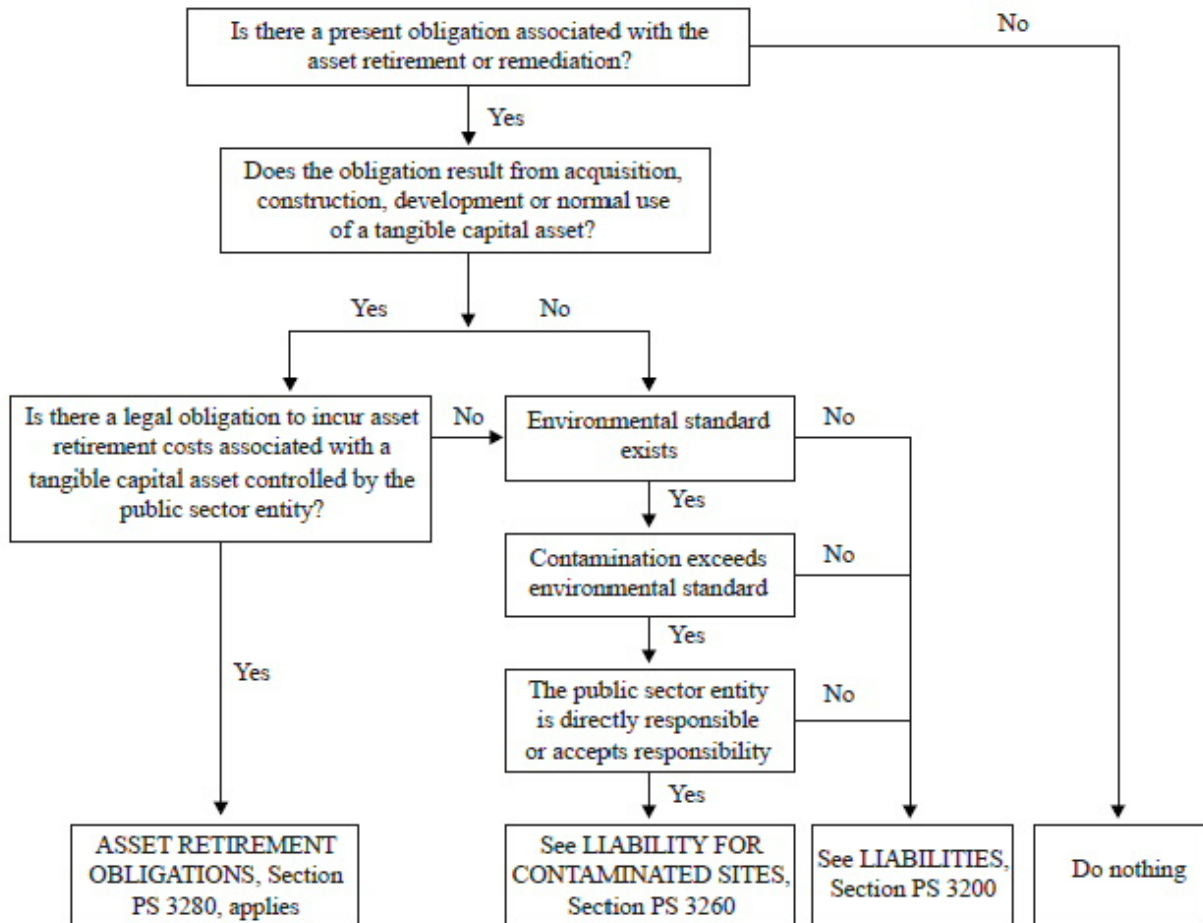 Is there a present obligation associated with the
asset retirement or remediation?
No
Yes
Does the obligation result from acquisition,
construction, development or normal use
of a tangible capital asset?
Yes
No
Is there a legal obligation to incur asset
retirement costs associated with a
tangible capital asset controlled by the
public sector entity?
No
Environmental standard
exists
No
Yes
Contamination exceeds
environmental standard
No
Yes
Yes
The public sector entity
is directly responsible
or accepts responsibility
No
Yes
ASSET RETIREMENT
OBLIGATIONS, Section
PS 3280, applies
See LIABILITY FOR
CONTAMINATED SITES,
Section PS 3260
See LIABILITIES,
Section PS 3200
Do nothing